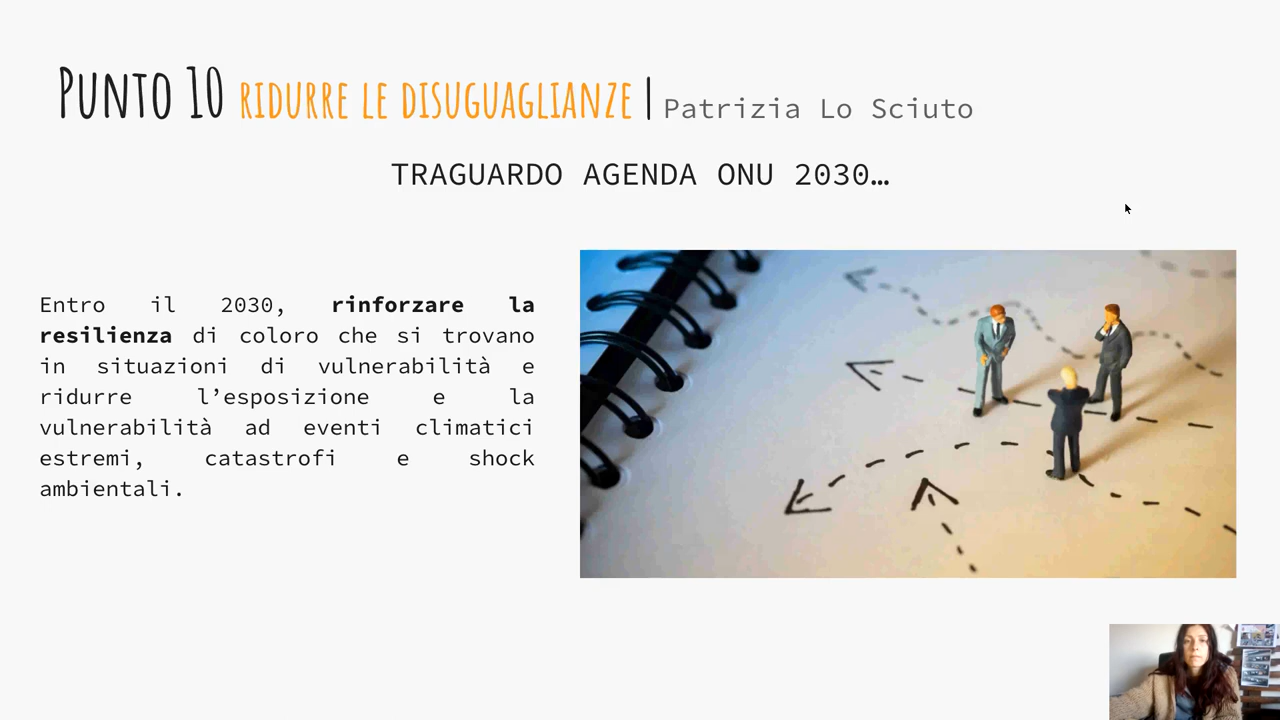 Punto 10 ridurre le disuguaglianze | Patrizia Lo Sciuto
TRAGUARDO AGENDA ONU 2030…
Entro il 2030, rinforzare la
resilienza di coloro che si trovano
in situazioni di vulnerabilità e
ridurre l’esposizione e la
vulnerabilità ad eventi climatici
estremi, catastrofi e shock
ambientali.